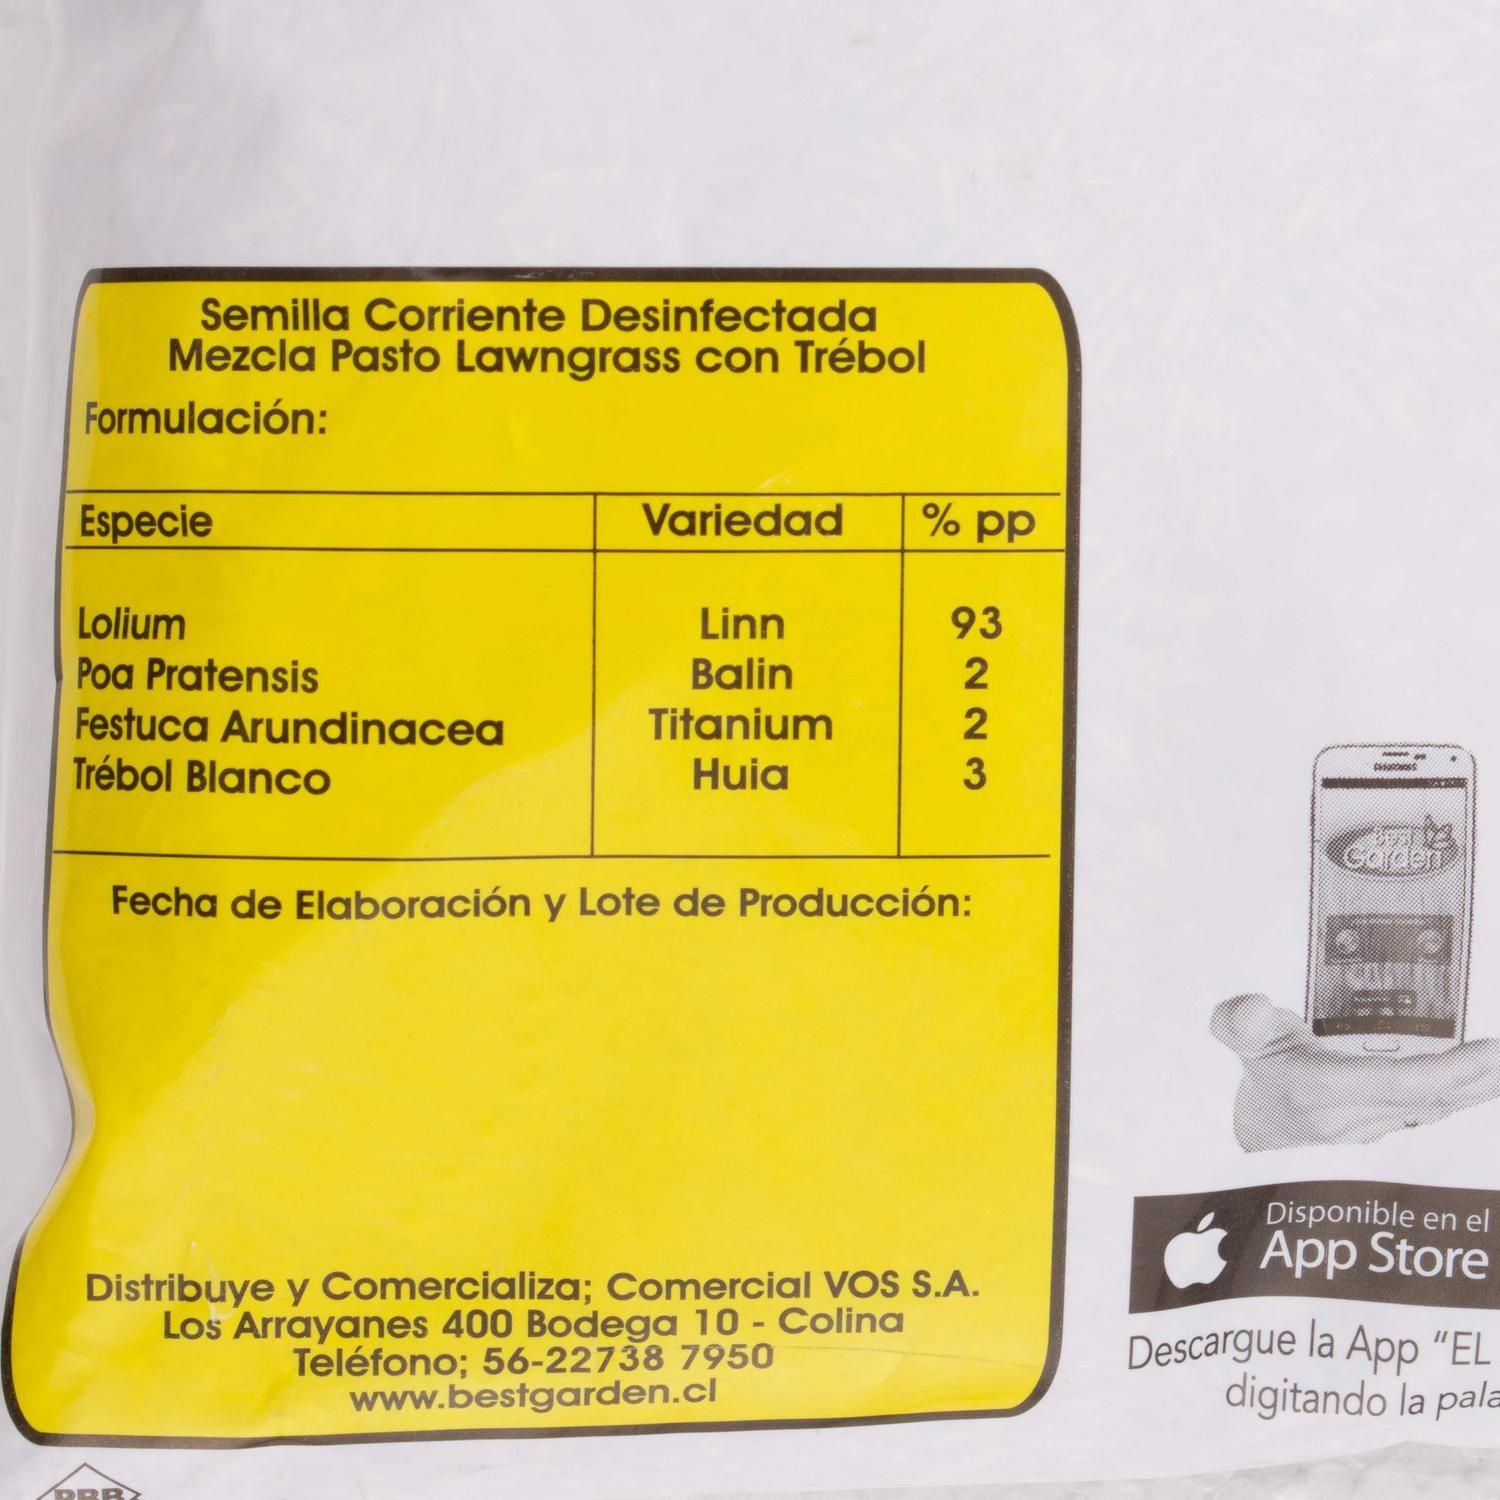 Semilla Corriente Desinfectada
Mezcla Pasto Lawngrass con Trébol
Formulación:
Especie Variedad % pp
Lolium Linn 93
Poa Pratensis Balin 2
Festuca Arundinacea Titanium 2
Trébol Blanco Huia 3
Fecha de Elaboración y Lote de Producción:
Distribuye y Comercializa; Comercial VOS S.A.
Los Arrayanes 400 Bodega 10 - Colina
Teléfono; 56-22738 7950
www.bestgarden.cl
SAMSUNG
best
Garden
Disponible en el
App Store
Descargue la App "EL
digitando la pala